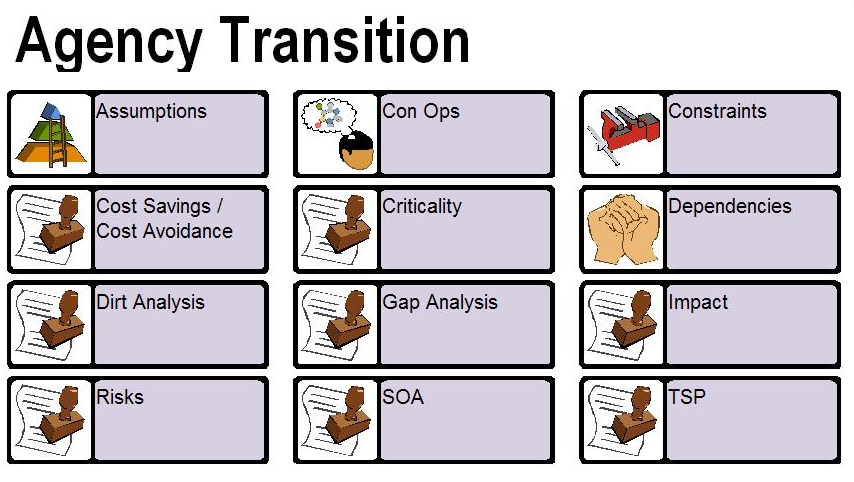 Agency Transition
Assumptions
Con Ops
Constraints
Cost Savings /
Cost Avoidance
Criticality
Dependencies
Dirt Analysis
Gap Analysis
Impact
Risks
SOA
TSP